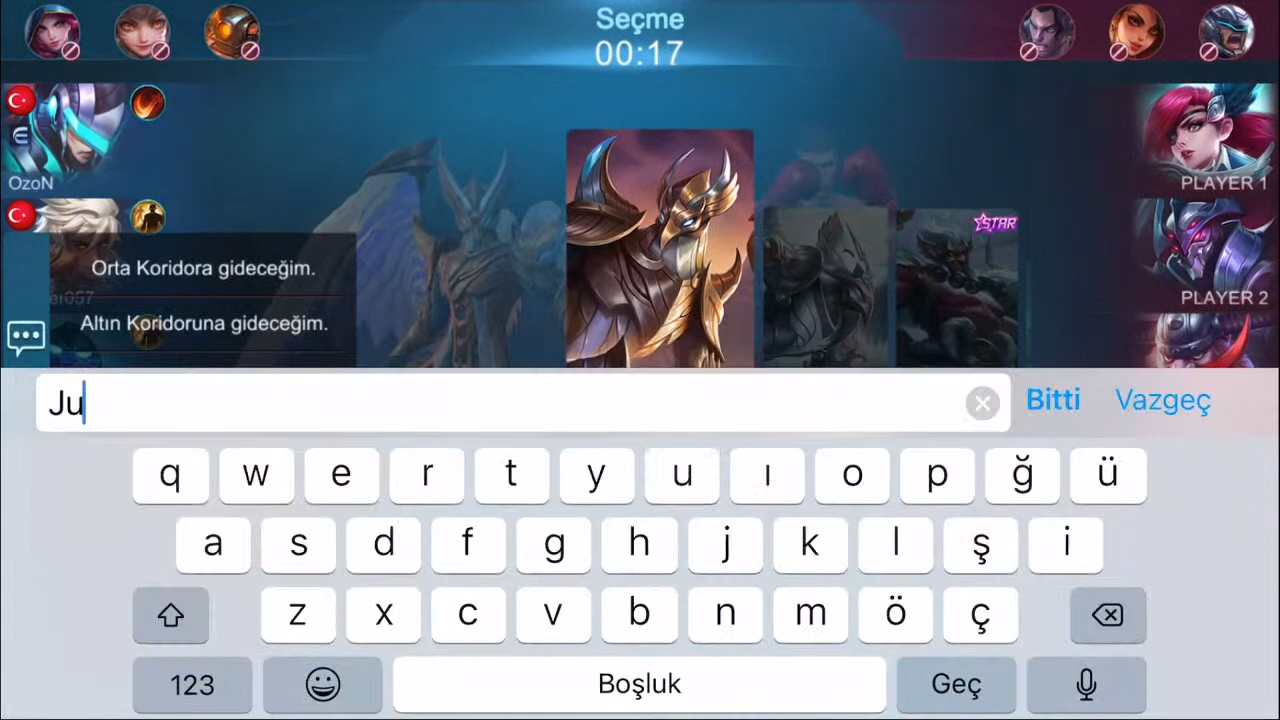 Seçme
00:17
OzoN
er057
Orta Koridora gideceğim.
Altın Koridoruna gideceğim.
STAR
PLAYER 1
PLAYER 2
Ju
Bitti
Vazgeç
q w e r t y u ı o p ğ ü
a s d f g h j k l ş i
z x c v b n m ö ç
123
Boşluk
Geç